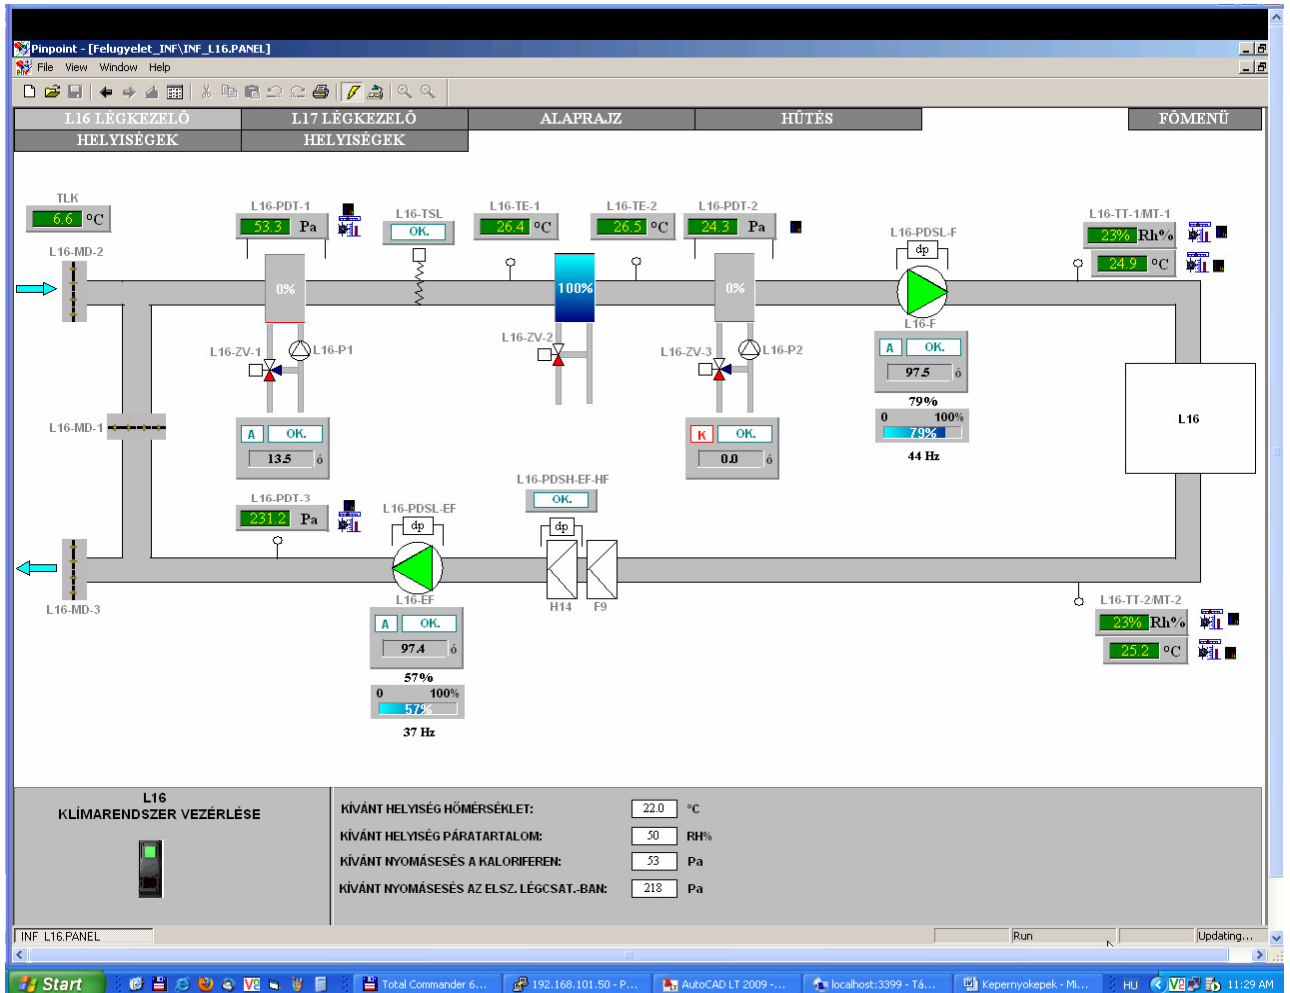 Pinpoint - [Felugyelet_INF\INF_L16.PANEL]
File View Window Help
L16 LÉGKEZELÕ L17 LÉGKEZELÕ ALAPRAJZ HÛTÉS FÕMENÜ
HELYISÉGEK HELYISÉGEK
TLK
6.6 °C
L16-PDT-1
53.3 Pa
L16-TSL
OK.
L16-TE-1
26.4 °C
L16-TE-2
26.5 °C
L16-PDT-2
24.3 Pa
L16-PDSL-F
dp
L16-TT-1/MT-1
23% Rh%
24.9 °C
L16-MD-2
0%
100%
0%
L16-F
A OK.
97.5 ó
79%
0 100%
79%
44 Hz
L16-ZV-1
L16-P1
L16-ZV-2
L16-ZV-3
L16-P2
L16
L16-MD-1
A OK.
13.5 ó
K OK.
0.0 ó
L16-PDT-3
231.2 Pa
L16-PDSL-EF
dp
L16-PDSH-EF-HF
OK.
dp
H14 F9
L16-MD-3
L16-EF
A OK.
97.4 ó
57%
0 100%
57%
37 Hz
L16-TT-2/MT-2
23% Rh%
25.2 °C
L16
KLÍMARENDSZER VEZÉRLÉSE
KÍVÁNT HELYISÉG HÕMÉRSÉKLET: 22.0 °C
KÍVÁNT HELYISÉG PÁRATARTALOM: 50 RH%
KÍVÁNT NYOMÁSESÉS A KALORIFEREN: 53 Pa
KÍVÁNT NYOMÁSESÉS AZ ELSZ. LÉGCSAT.-BAN: 218 Pa
INF L16.PANEL Run Updating...
Start Total Commander 6... 192.168.101.50 - P... AutoCAD LT 2009 -... localhost:3399 - Tá... Kepernyokepek - Mi... HU 11:29 AM